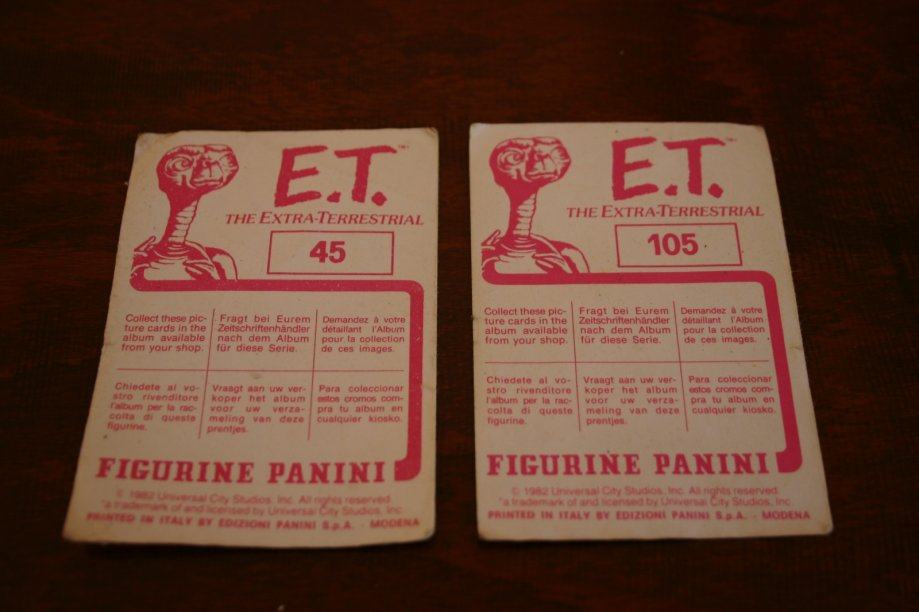 E.T.™
THE EXTRA-TERRESTRIAL
45
Collect these pic-
ture cards in the
album available
from your shop.
Fragt bei Eurem
Zeitschriftenhändler
nach dem Album
für diese Serie.
Demandez à votre
détaillant l'Album
pour la collection
de ces images.
Chiedete al vo-
stro rivenditore
l'album per la rac-
colta di queste
figurine.
Vraagt aan uw ver-
koper het album
voor uw verza-
meling van deze
prentjes.
Para coleccionar
estos cromos com-
pra tu album en
cualquier kiosko.
FIGURINE PANINI
© 1982 Universal City Studios, Inc. All rights reserved.
"a trademark of and licensed by Universal City Studios, Inc.
PRINTED IN ITALY BY EDIZIONI PANINI S.p.A. - MODENA
E.T.™
THE EXTRA-TERRESTRIAL
105
Collect these pic-
ture cards in the
album available
from your shop.
Fragt bei Eurem
Zeitschriftenhändler
nach dem Album
für diese Serie.
Demandez à votre
détaillant l'Album
pour la collection
de ces images.
Chiedete al vo-
stro rivenditore
l'album per la rac-
colta di queste
figurine.
Vraagt aan uw ver-
koper het album
voor uw verza-
meling van deze
prentjes.
Para coleccionar
estos cromos com-
pra tu album en
cualquier kiosko.
FIGURINE PANINI
© 1982 Universal City Studios, Inc. All rights reserved.
"a trademark of and licensed by Universal City Studios, Inc.
PRINTED IN ITALY BY EDIZIONI PANINI S.p.A. - MODENA